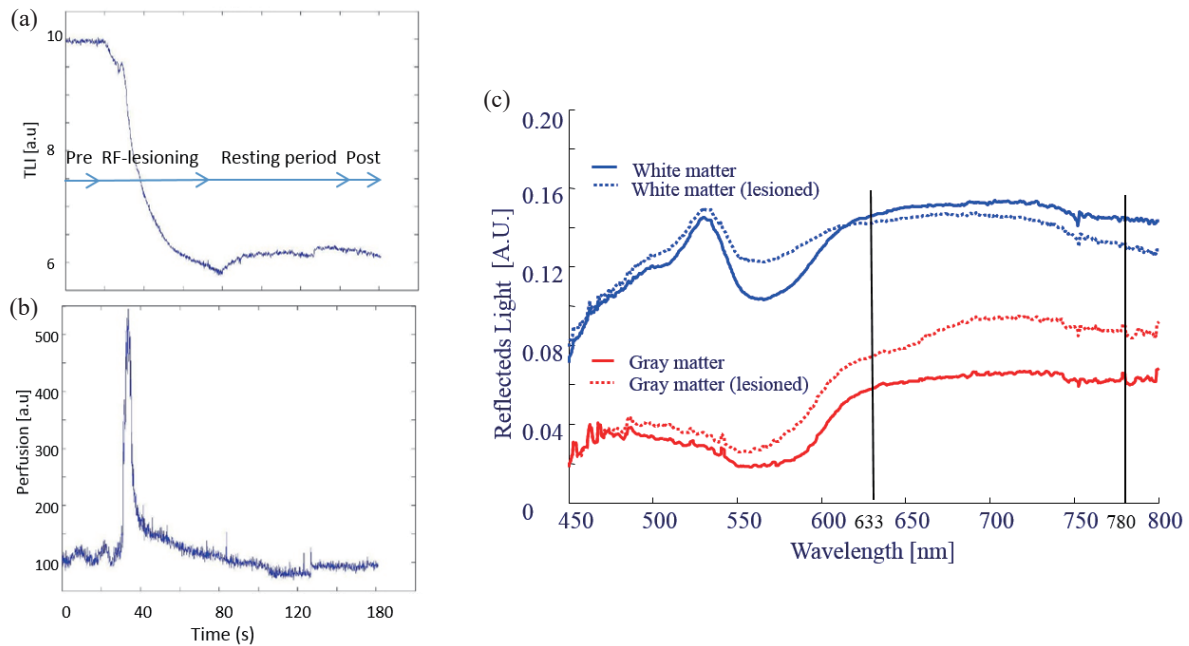 (a)
10
8
6
TLI [a.u]
Pre RF-lesioning Resting period Post
(b)
500
400
300
200
100
Perfusion [a.u]
0 40 80 120 180
Time (s)
(c)
0.20
0.16
0.12
0.08
0.04
0
Reflecteds Light [A.U.]
White matter
White matter (lesioned)
Gray matter
Gray matter (lesioned)
450 500 550 600 633 650 700 750 780 800
Wavelength [nm]